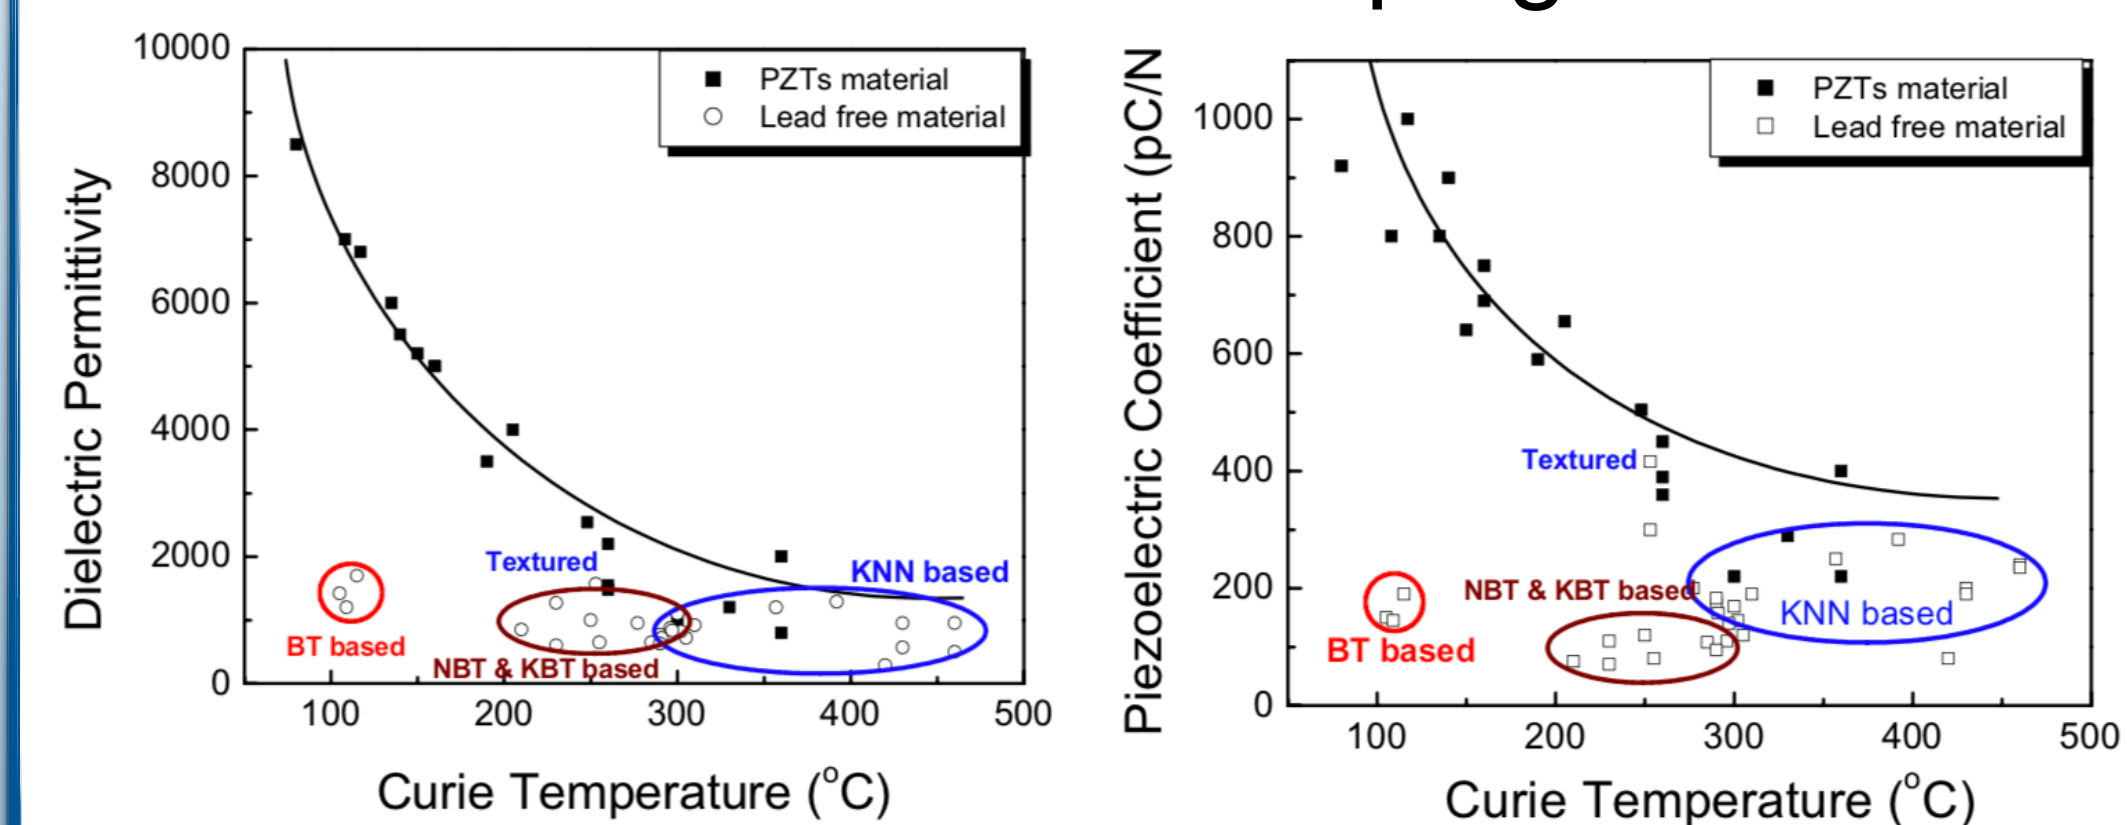 10000
8000
6000
4000
2000
0
100
200
300
400
500
Dielectric Permittivity
Curie Temperature (°C)
PZTs material
Lead free material
Textured
KNN based
BT based
NBT & KBT based
1000
800
600
400
200
0
100
200
300
400
500
Piezoelectric Coefficient (pC/N
Curie Temperature (°C)
PZTs material
Lead free material
Textured
NBT & KBT based
KNN based
BT based